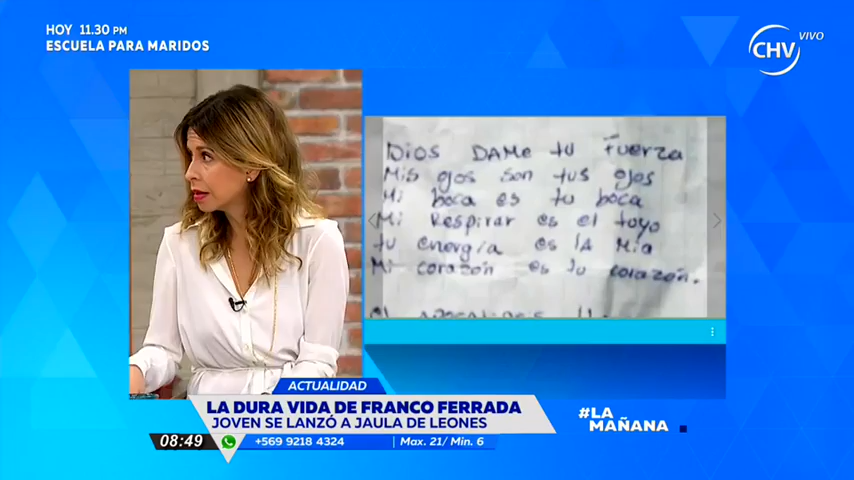 HOY 11.30 PM
ESCUELA PARA MARIDOS
CHV VIVO
Dios DAMe tu fuerza
Mis ojos son tus ojos
Mi boca es tu boca
Mi Respirar es el tuyo
tu energía es lA Mia
Mi corazón es tu corazón.
ACTUALIDAD
LA DURA VIDA DE FRANCO FERRADA
JOVEN SE LANZÓ A JAULA DE LEONES
#LA MAÑANA
08:49 +569 9218 4324 | Max. 21/ Min. 6